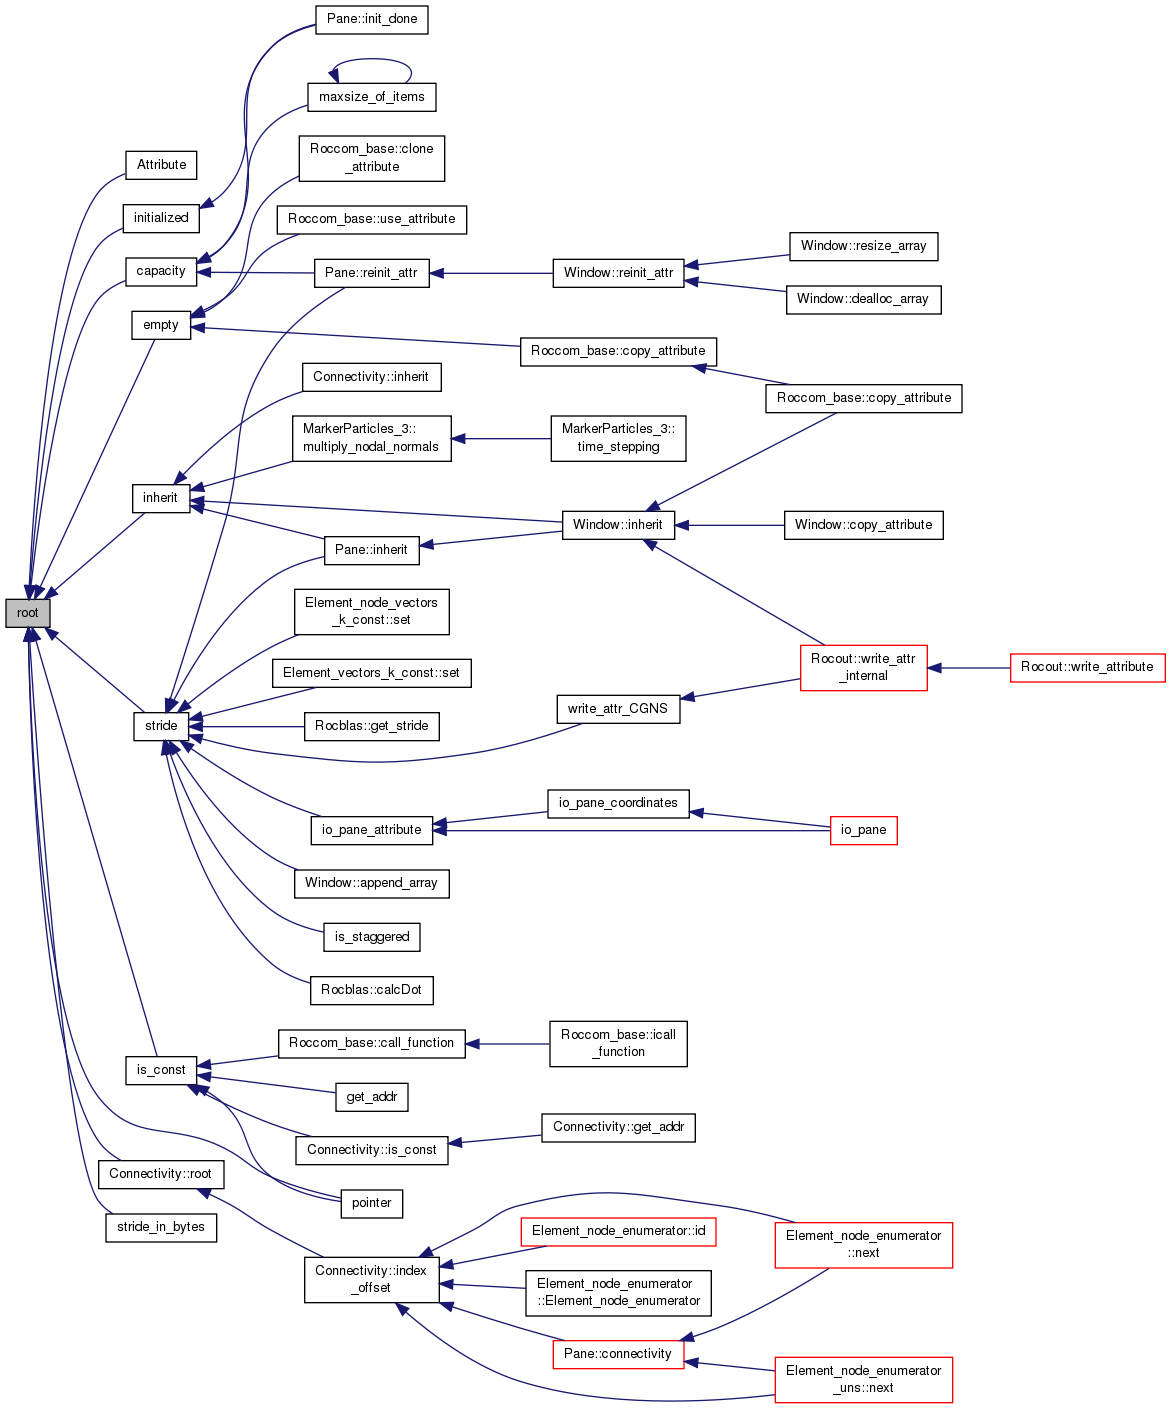 Pane::init_done
maxsize_of_items
Roccom_base::clone
_attribute
Attribute
initialized
Roccom_base::use_attribute
Window::resize_array
capacity
Pane::reinit_attr
Window::reinit_attr
Window::dealloc_array
empty
Roccom_base::copy_attribute
Connectivity::inherit
Roccom_base::copy_attribute
MarkerParticles_3::
multiply_nodal_normals
MarkerParticles_3::
time_stepping
inherit
Window::inherit
Window::copy_attribute
Pane::inherit
root
Element_node_vectors
_k_const::set
Element_vectors_k_const::set
Rocout::write_attr
_internal
Rocout::write_attribute
stride
Rocblas::get_stride
write_attr_CGNS
io_pane_coordinates
io_pane_attribute
io_pane
Window::append_array
is_staggered
Rocblas::calcDot
Roccom_base::call_function
Roccom_base::icall
_function
is_const
get_addr
Connectivity::get_addr
Connectivity::is_const
Connectivity::root
pointer
stride_in_bytes
Element_node_enumerator::id
Element_node_enumerator
::next
Connectivity::index
_offset
Element_node_enumerator
::Element_node_enumerator
Pane::connectivity
Element_node_enumerator
_uns::next